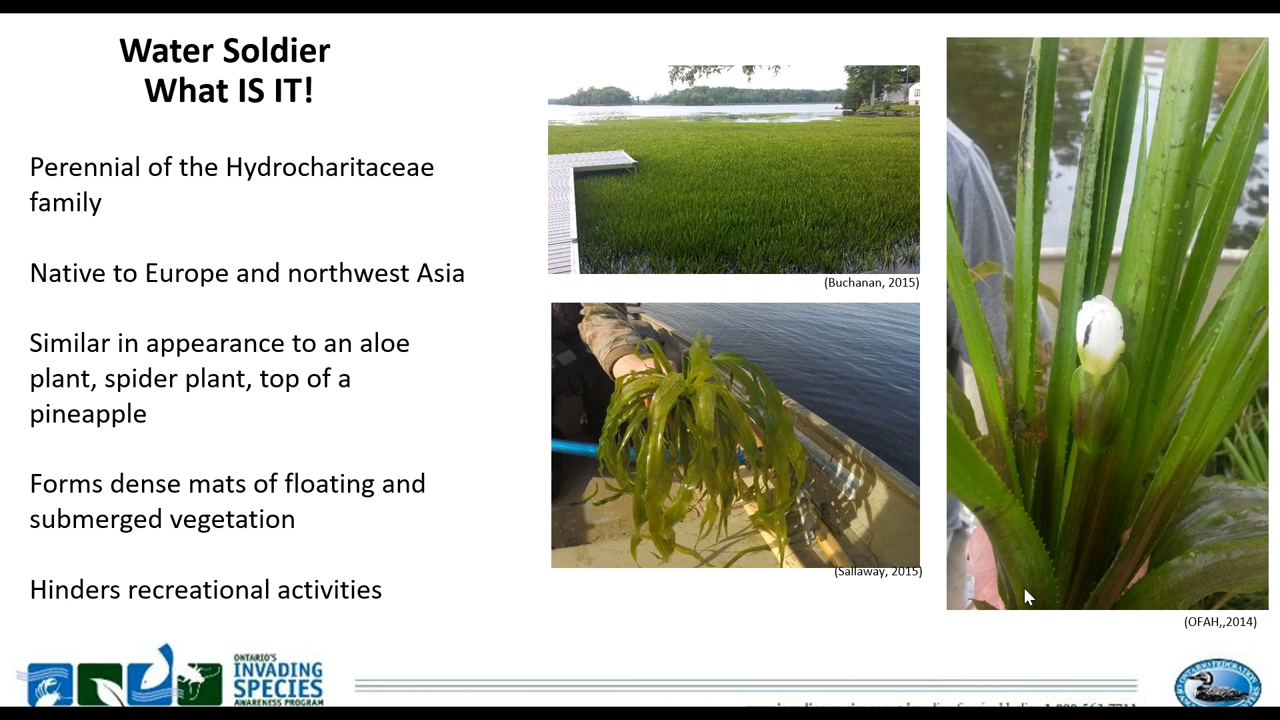 Water Soldier
What IS IT!
Perennial of the Hydrocharitaceae
family
Native to Europe and northwest Asia
Similar in appearance to an aloe
plant, spider plant, top of a
pineapple
Forms dense mats of floating and
submerged vegetation
Hinders recreational activities
(Buchanan, 2015)
(Sallaway, 2015)
(OFAH,,2014)
ONTARIO'S
INVADING
SPECIES
AWARENESS PROGRAM